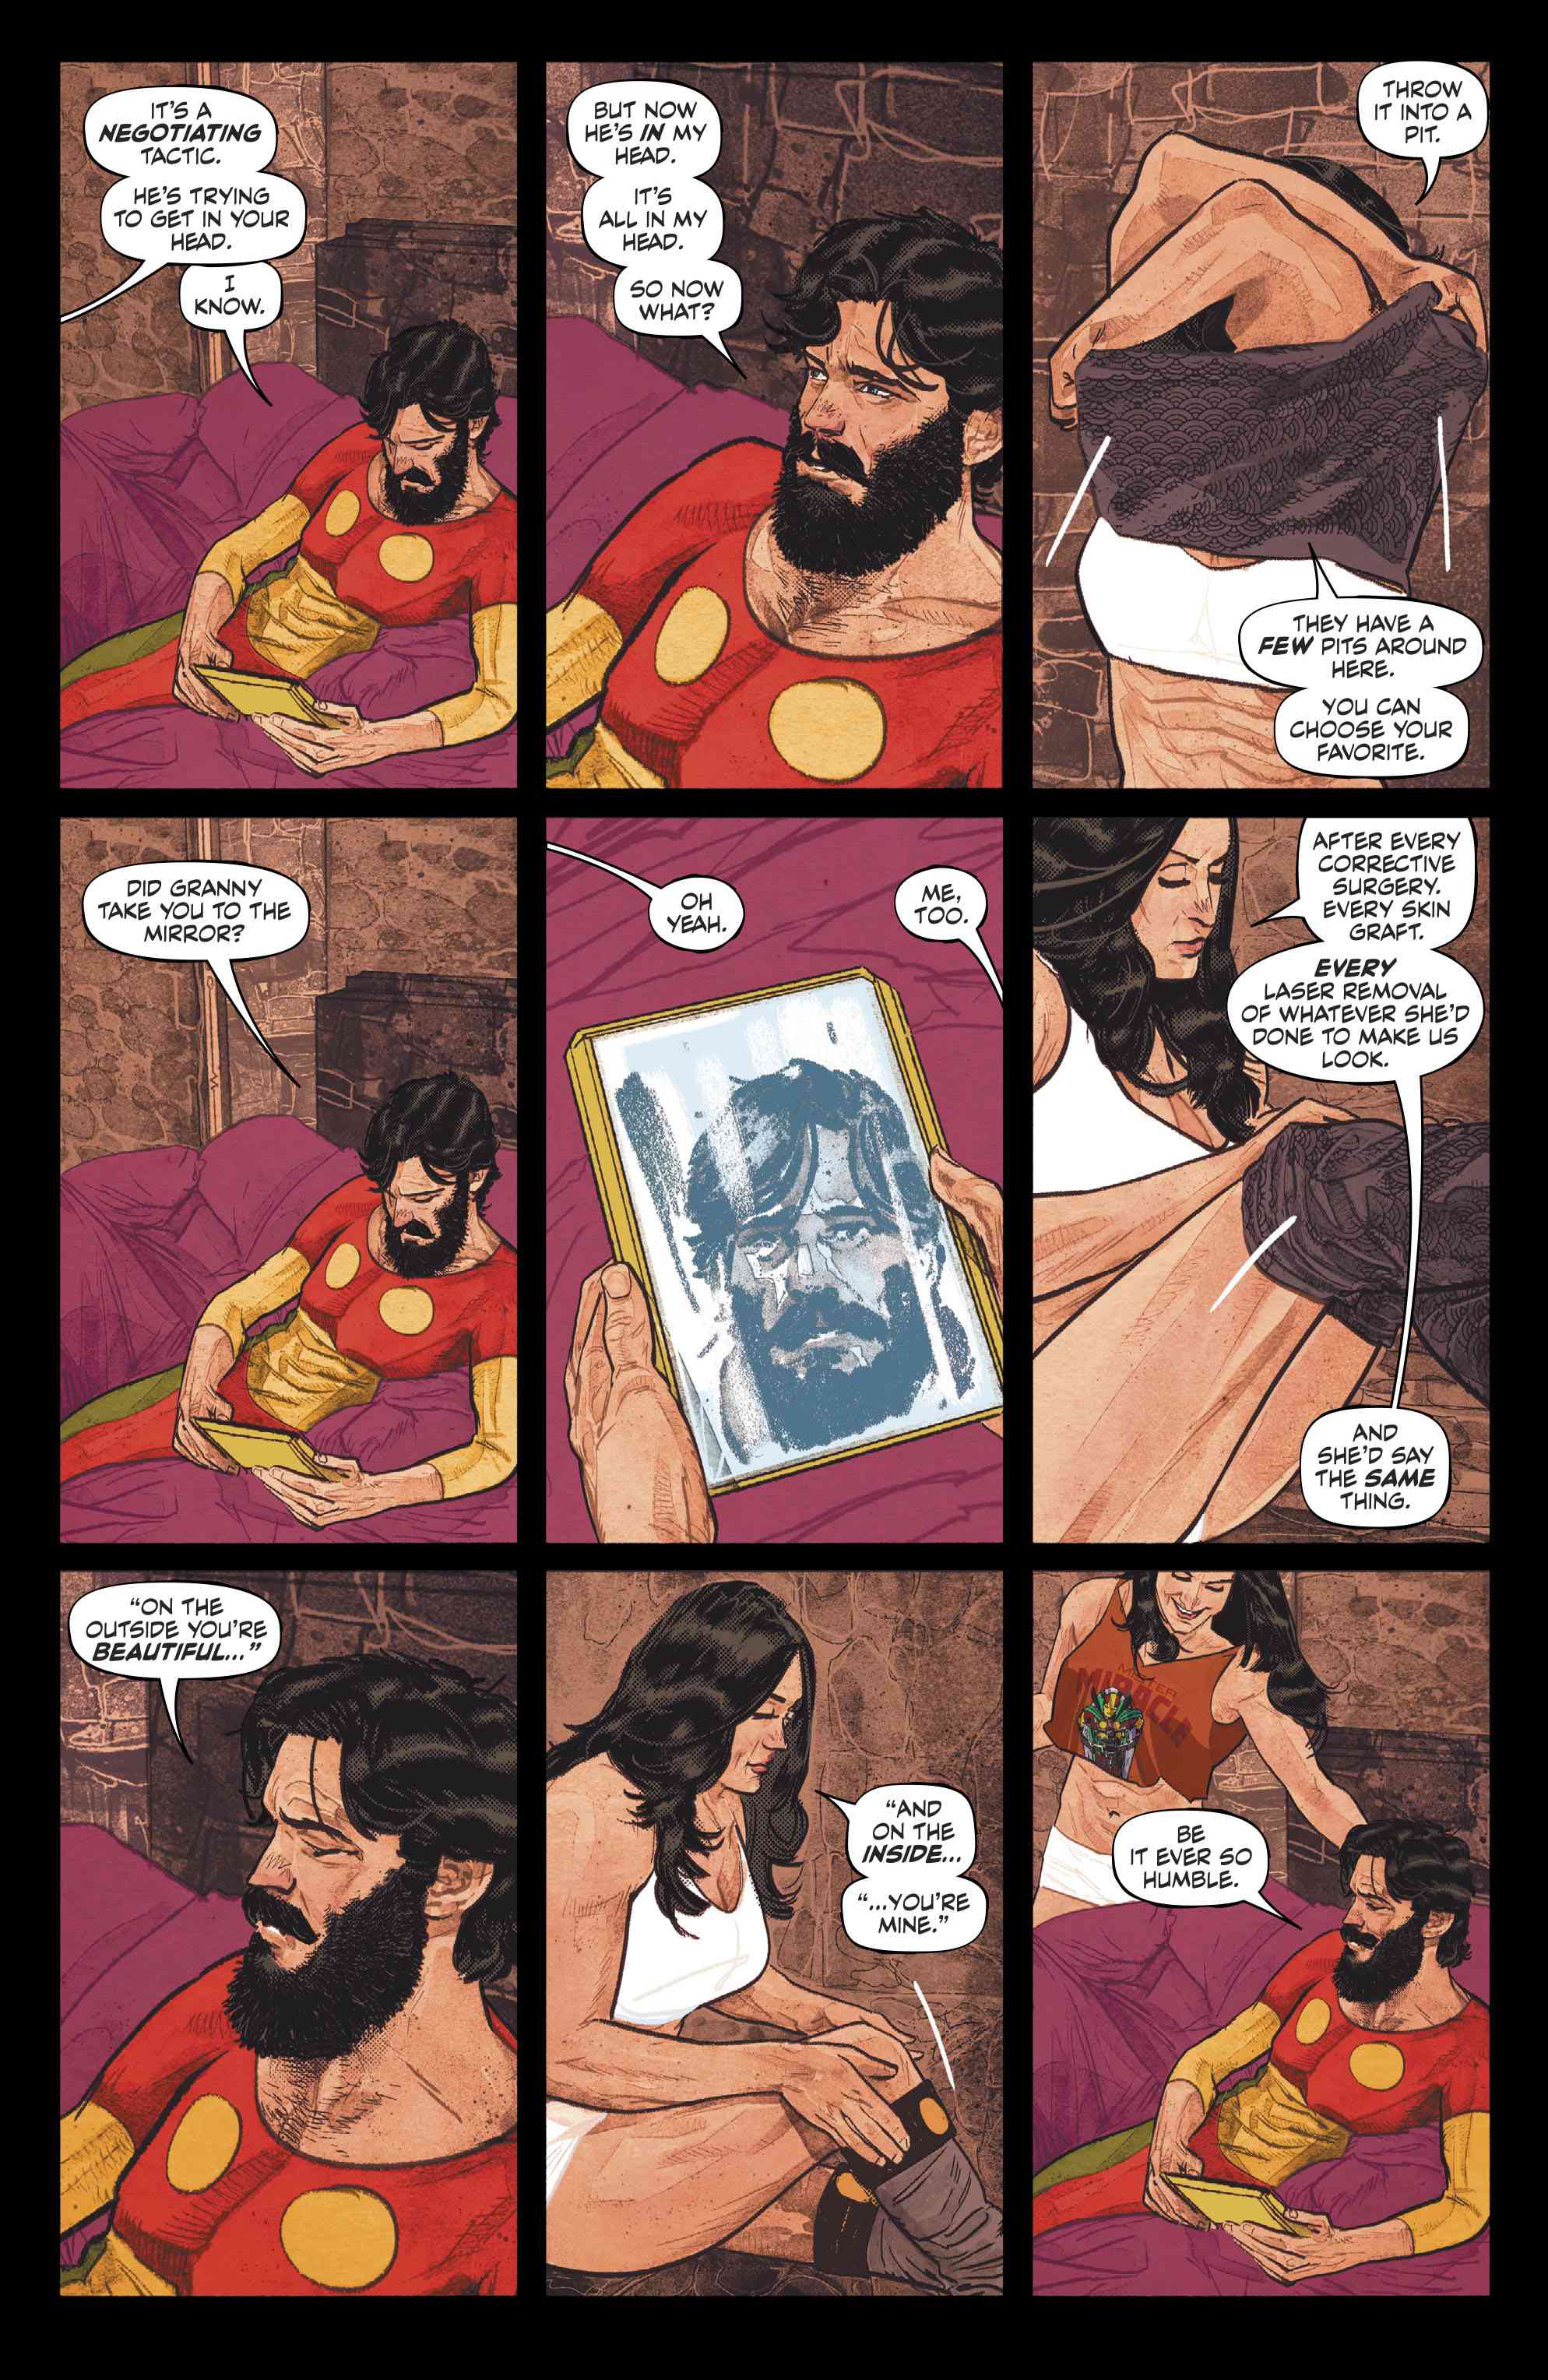 IT'S A
NEGOTIATING
TACTIC.
HE'S TRYING
TO GET IN YOUR
HEAD.
I
KNOW.
BUT NOW
HE'S IN MY
HEAD.
IT'S
ALL IN MY
HEAD.
SO NOW
WHAT?
THROW
IT INTO A
PIT.
THEY HAVE A
FEW PITS AROUND
HERE.
YOU CAN
CHOOSE YOUR
FAVORITE.
DID GRANNY
TAKE YOU TO THE
MIRROR?
OH
YEAH.
ME,
TOO.
AFTER EVERY
CORRECTIVE
SURGERY.
EVERY SKIN
GRAFT.
EVERY
LASER REMOVAL
OF WHATEVER SHE'D
DONE TO MAKE US
LOOK.
AND
SHE'D SAY
THE SAME
THING.
"ON THE
OUTSIDE YOU'RE
BEAUTIFUL..."
"AND
ON THE
INSIDE...
"...YOU'RE
MINE."
MIRACLE
BE
IT EVER SO
HUMBLE.